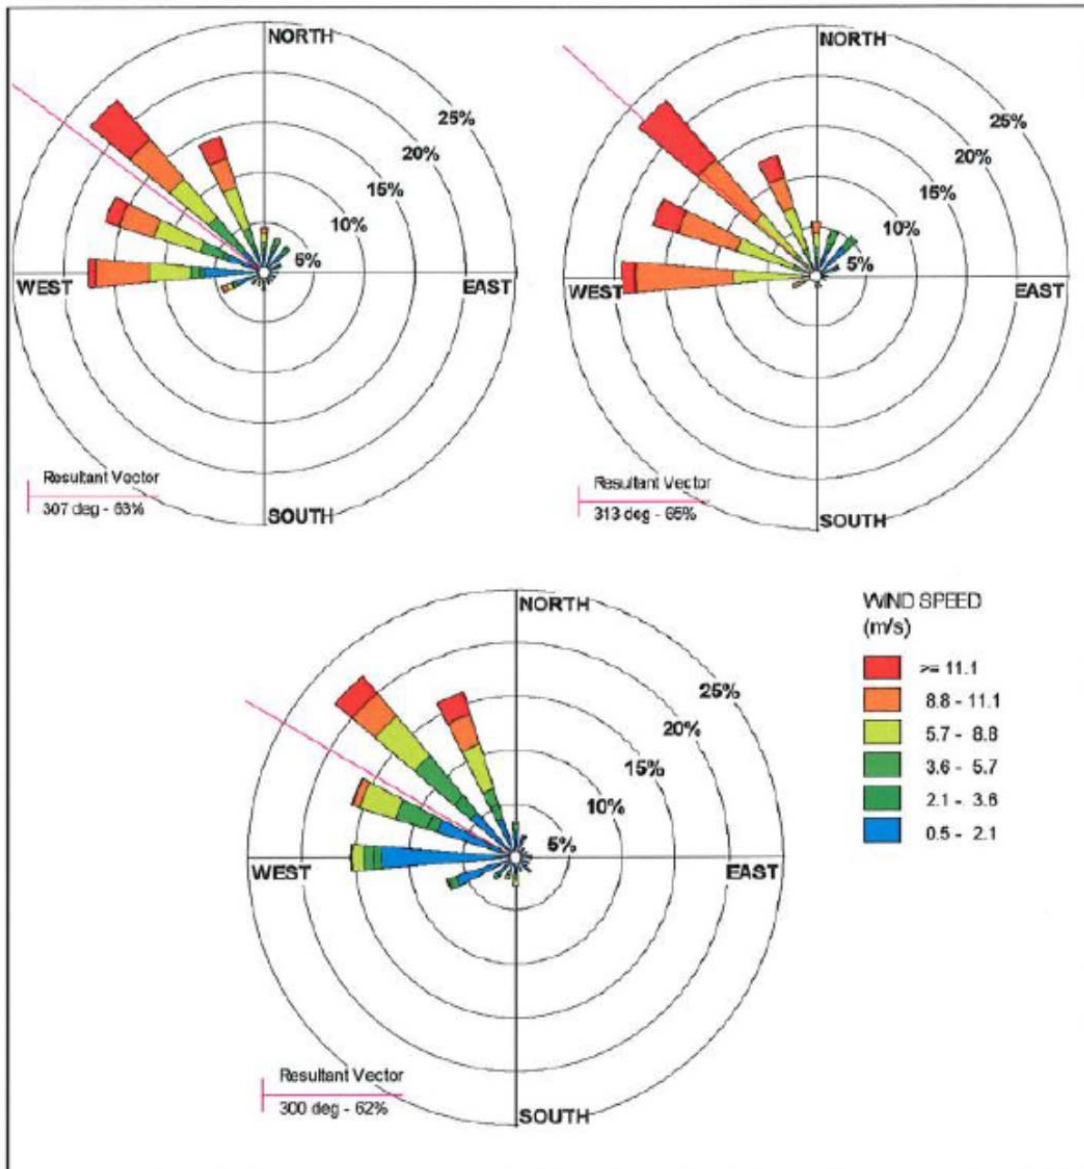 NORTH
25%
20%
15%
10%
5%
WEST
EAST
Resultant Vector
307 deg - 63%
SOUTH
NORTH
25%
20%
15%
10%
5%
WEST
EAST
Resultant Vector
313 deg - 65%
SOUTH
NORTH
25%
20%
15%
10%
5%
WEST
EAST
Resultant Vector
300 deg - 62%
SOUTH
WIND SPEED
(m/s)
>= 11.1
8.8 - 11.1
5.7 - 8.8
3.6 - 5.7
2.1 - 3.6
0.5 - 2.1